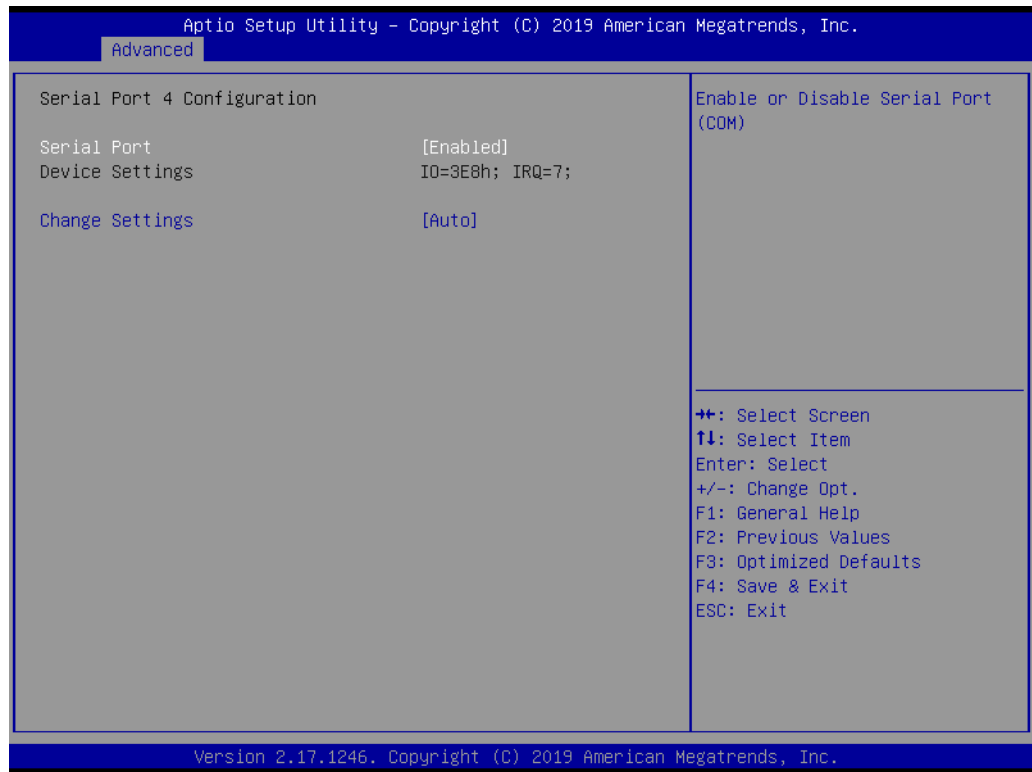 Aptio Setup Utility – Copyright (C) 2019 American Megatrends, Inc.
Advanced
Serial Port 4 Configuration
Serial Port [Enabled]
Device Settings IO=3E8h; IRQ=7;
Change Settings [Auto]
Enable or Disable Serial Port
(COM)
→←: Select Screen
↑↓: Select Item
Enter: Select
+/-: Change Opt.
F1: General Help
F2: Previous Values
F3: Optimized Defaults
F4: Save & Exit
ESC: Exit
Version 2.17.1246. Copyright (C) 2019 American Megatrends, Inc.